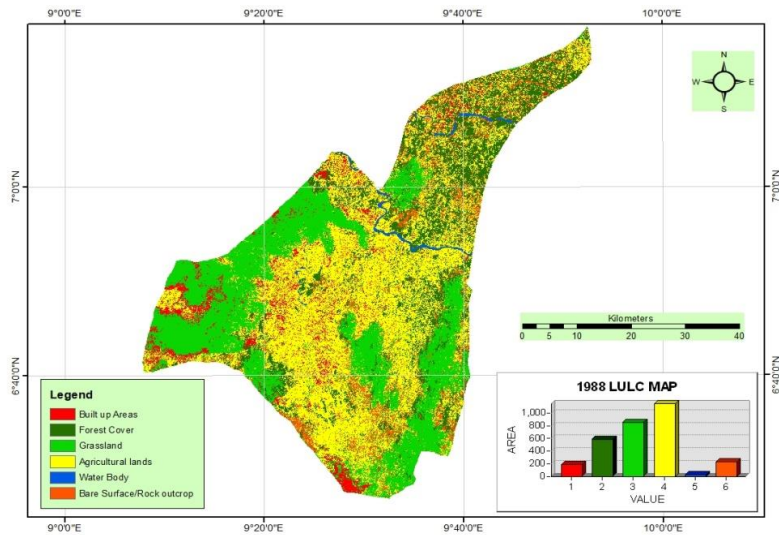 9°0'0"E 9°20'0"E 9°40'0"E 10°0'0"E
N
W E
S
7°0'0"N 7°0'0"N
Kilometers
0 5 10 20 30 40
6°40'0"N 6°40'0"N
Legend
Built up Areas
Forest Cover
Grassland
Agricultural lands
Water Body
Bare Surface/Rock outcrop
1988 LULC MAP
AREA
1,000
800
600
400
200
0
1 2 3 4 5 6
VALUE
9°0'0"E 9°20'0"E 9°40'0"E 10°0'0"E